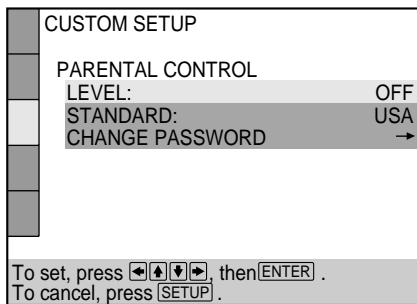 CUSTOM SETUP
PARENTAL CONTROL
LEVEL: OFF
STANDARD: USA
CHANGE PASSWORD →
To set, press ←↑↓→, then ENTER .
To cancel, press SETUP .